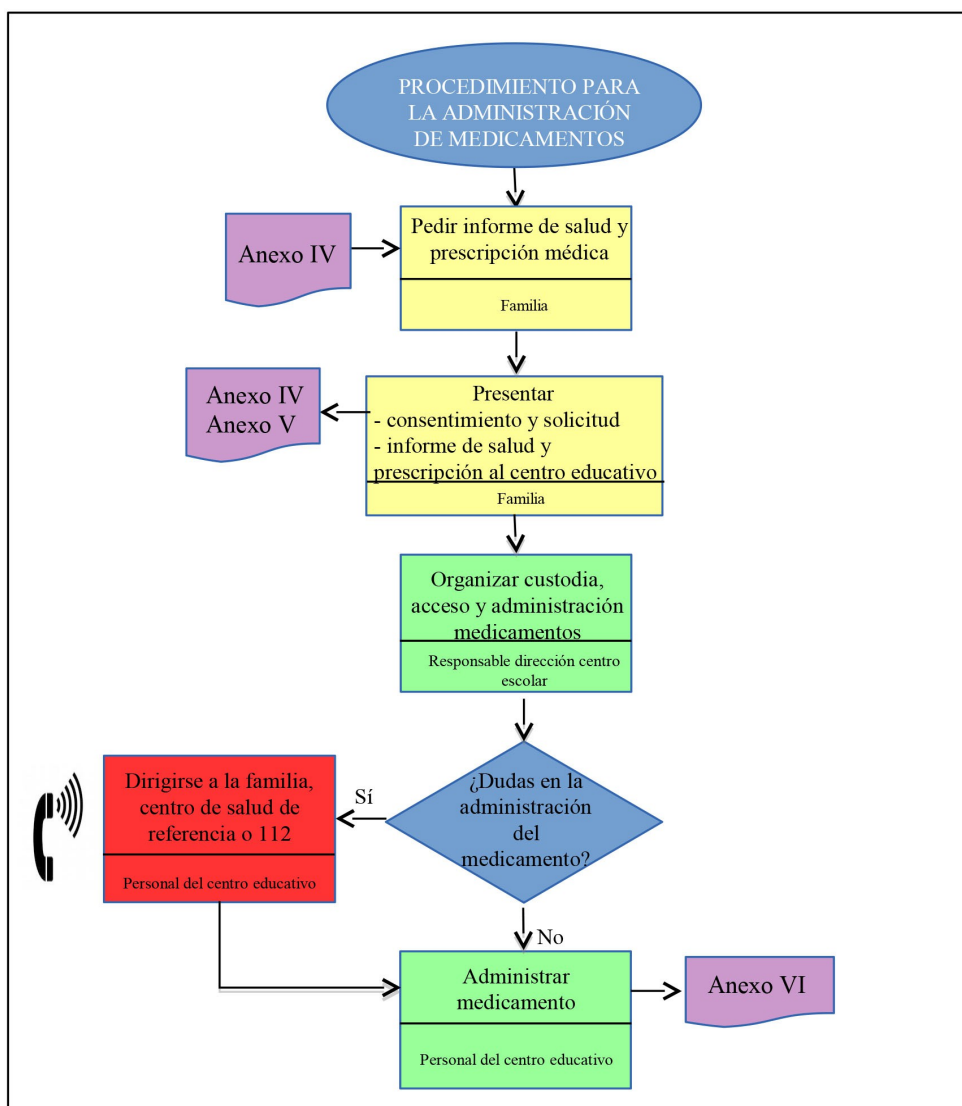 PROCEDIMIENTO PARA
LA ADMINISTRACIÓN
DE MEDICAMENTOS
Anexo IV
Pedir informe de salud y
prescripción médica
Familia
Anexo IV
Anexo V
Presentar
- consentimiento y solicitud
- informe de salud y
prescripción al centro educativo
Familia
Organizar custodia,
acceso y administración
medicamentos
Responsable dirección centro
escolar
¿Dudas en la
administración
del
medicamento?
Sí
Dirigirse a la familia,
centro de salud de
referencia o 112
Personal del centro educativo
No
Administrar
medicamento
Personal del centro educativo
Anexo VI